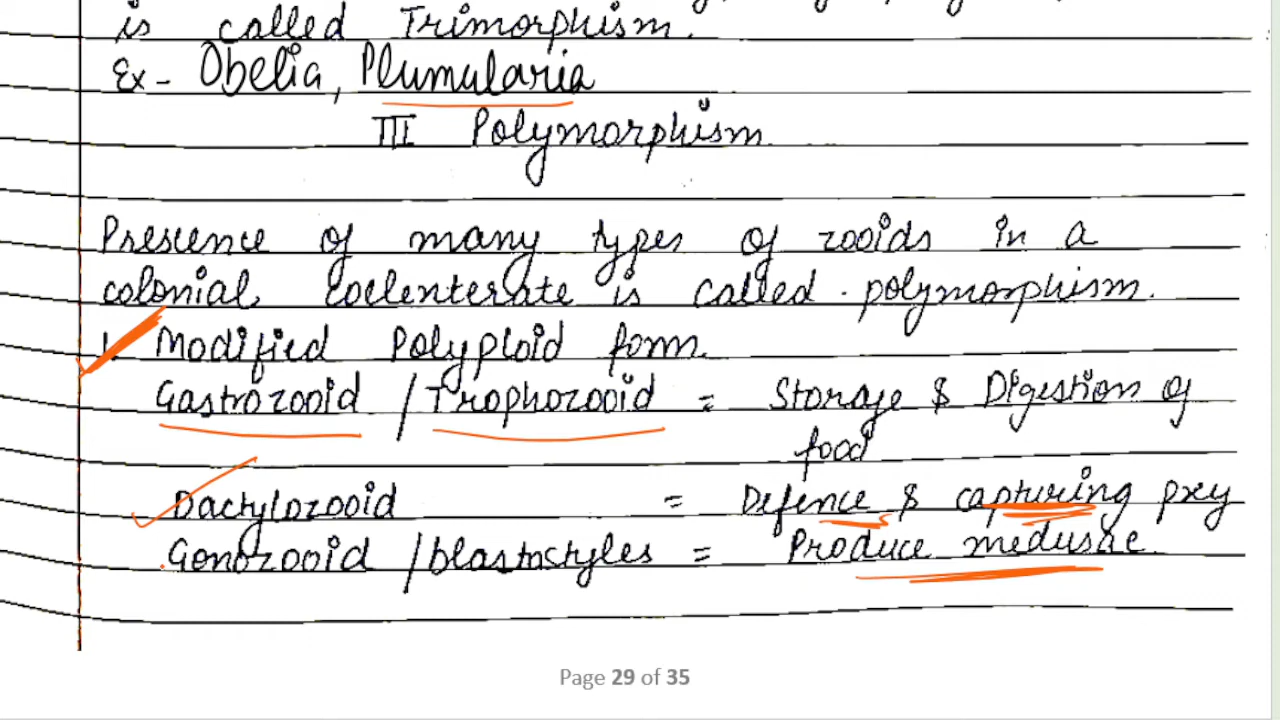 is called Trimorphism.
Ex- Obelia, Plumularia
III Polymorphism.
Presence of many types of zooids in a
colonial coelenterate is called polymorphism.
1. Modified Polyploid form.
Gastrozooid / Trophozooid = Storage & Digestion of
food
Dactylozooid = Defence & capturing prey
Gonozooid / blastoctyles = Produce medusae.
Page 29 of 35